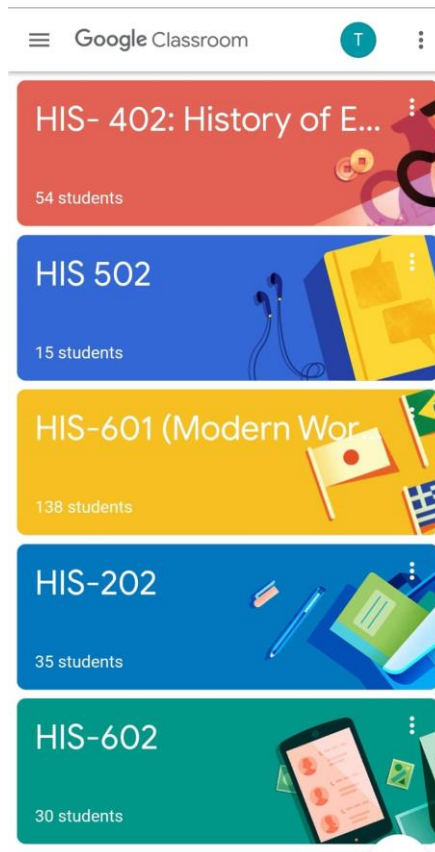 Google Classroom
T
HIS- 402: History of E...
54 students
HIS 502
15 students
HIS-601 (Modern Wor...
138 students
HIS-202
35 students
HIS-602
30 students